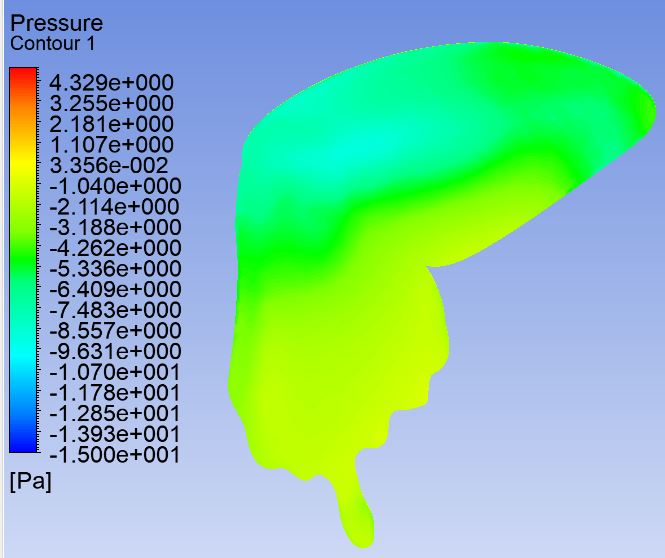 Pressure
Contour 1
4.329e+000
3.255e+000
2.181e+000
1.107e+000
3.356e-002
-1.040e+000
-2.114e+000
-3.188e+000
-4.262e+000
-5.336e+000
-6.409e+000
-7.483e+000
-8.557e+000
-9.631e+000
-1.070e+001
-1.178e+001
-1.285e+001
-1.393e+001
-1.500e+001
[Pa]